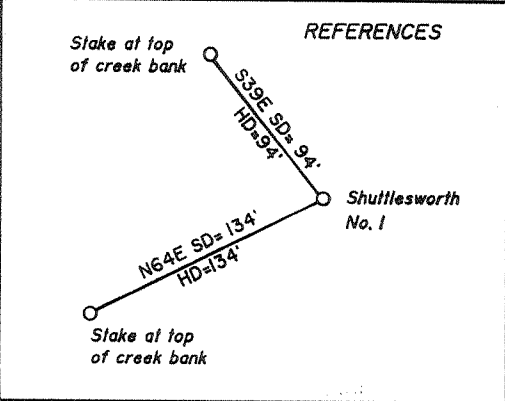 REFERENCES
Stake at top
of creek bank
S39E SD= 94'
HD=94'
Shuttlesworth
No. 1
N64E SD= 134'
HD=134'
Stake at top
of creek bank